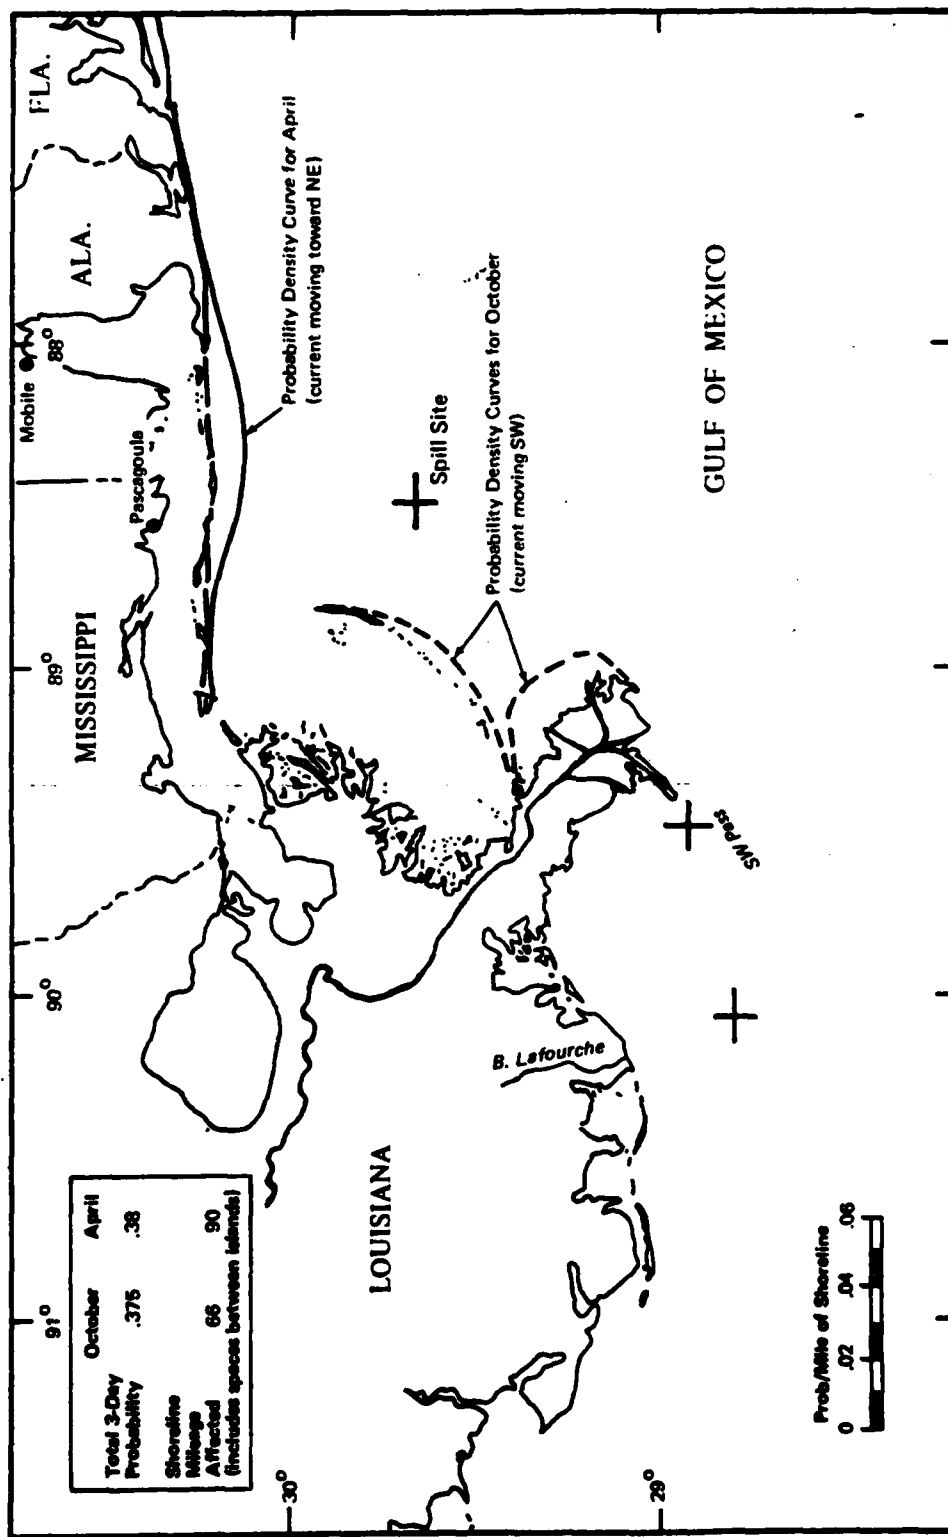 Total 3-Day
Probability
October
.375
April
.38
Shoreline
Mileage
Affected
66
90
(includes spaces between islands)
91°
90°
89°
88°
MISSISSIPPI
ALA.
FLA.
Mobile
Pascagoula
30°
29°
Probability Density Curve for April
(current moving toward NE)
Spill Site
Probability Density Curves for October
(current moving SW)
GULF OF MEXICO
LOUISIANA
B. Lafourche
SW Pass
Prob/Mile of Shoreline
0 .02 .04 .06